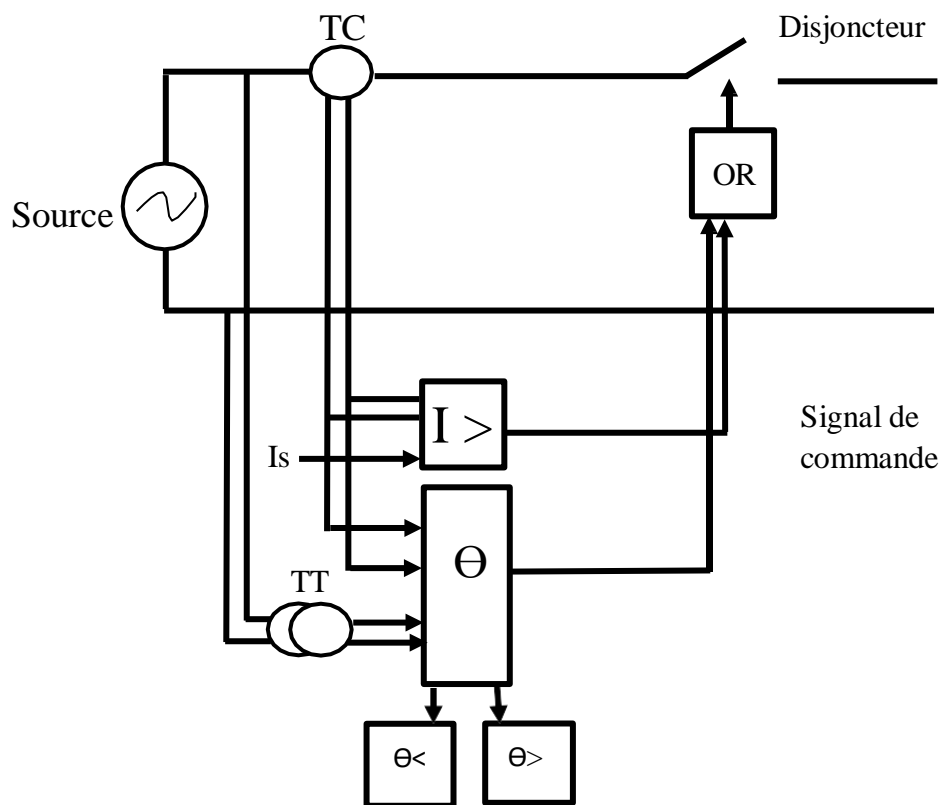 TC
Disjoncteur
OR
Source
I >
Signal de
commande
Is
Ɵ
TT
Ɵ<
Ɵ>